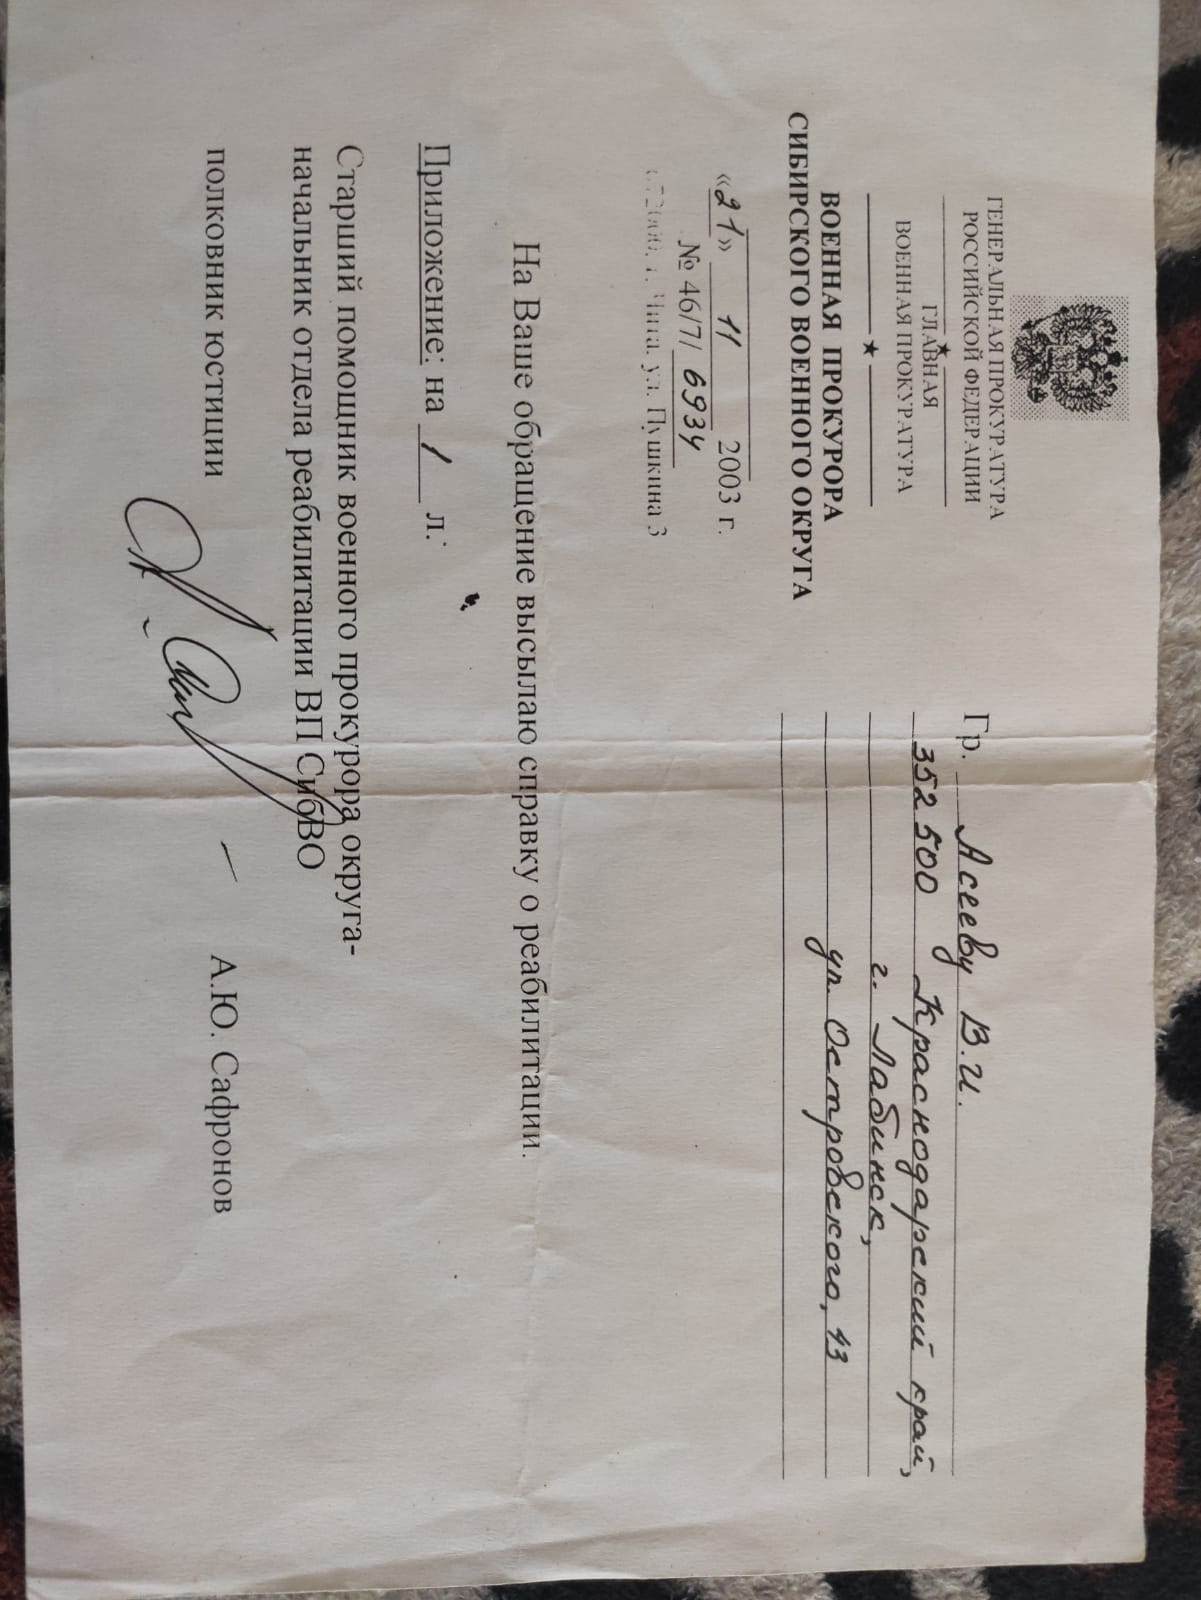 ГЕНЕРАЛЬНАЯ ПРОКУРАТУРА
РОССИЙСКОЙ ФЕДЕРАЦИИ
ГЛАВНАЯ
ВОЕННАЯ ПРОКУРАТУРА
ВОЕННАЯ ПРОКУРОРА
СИБИРСКОГО ВОЕННОГО ОКРУГА
«21» 11 2003 г.
№ 46/7/ 6934
г. Чита, ул. Пушкина 3
Гр. Асееву В.И.
352500 Краснодарский край,
г. Лабинск,
ул. Островского, 43
На Ваше обращение высылаю справку о реабилитации.
Приложение: на 1 л.
Старший помощник военного прокурора округа-
начальник отдела реабилитации ВП СибВО
полковник юстиции А.Ю. Сафронов